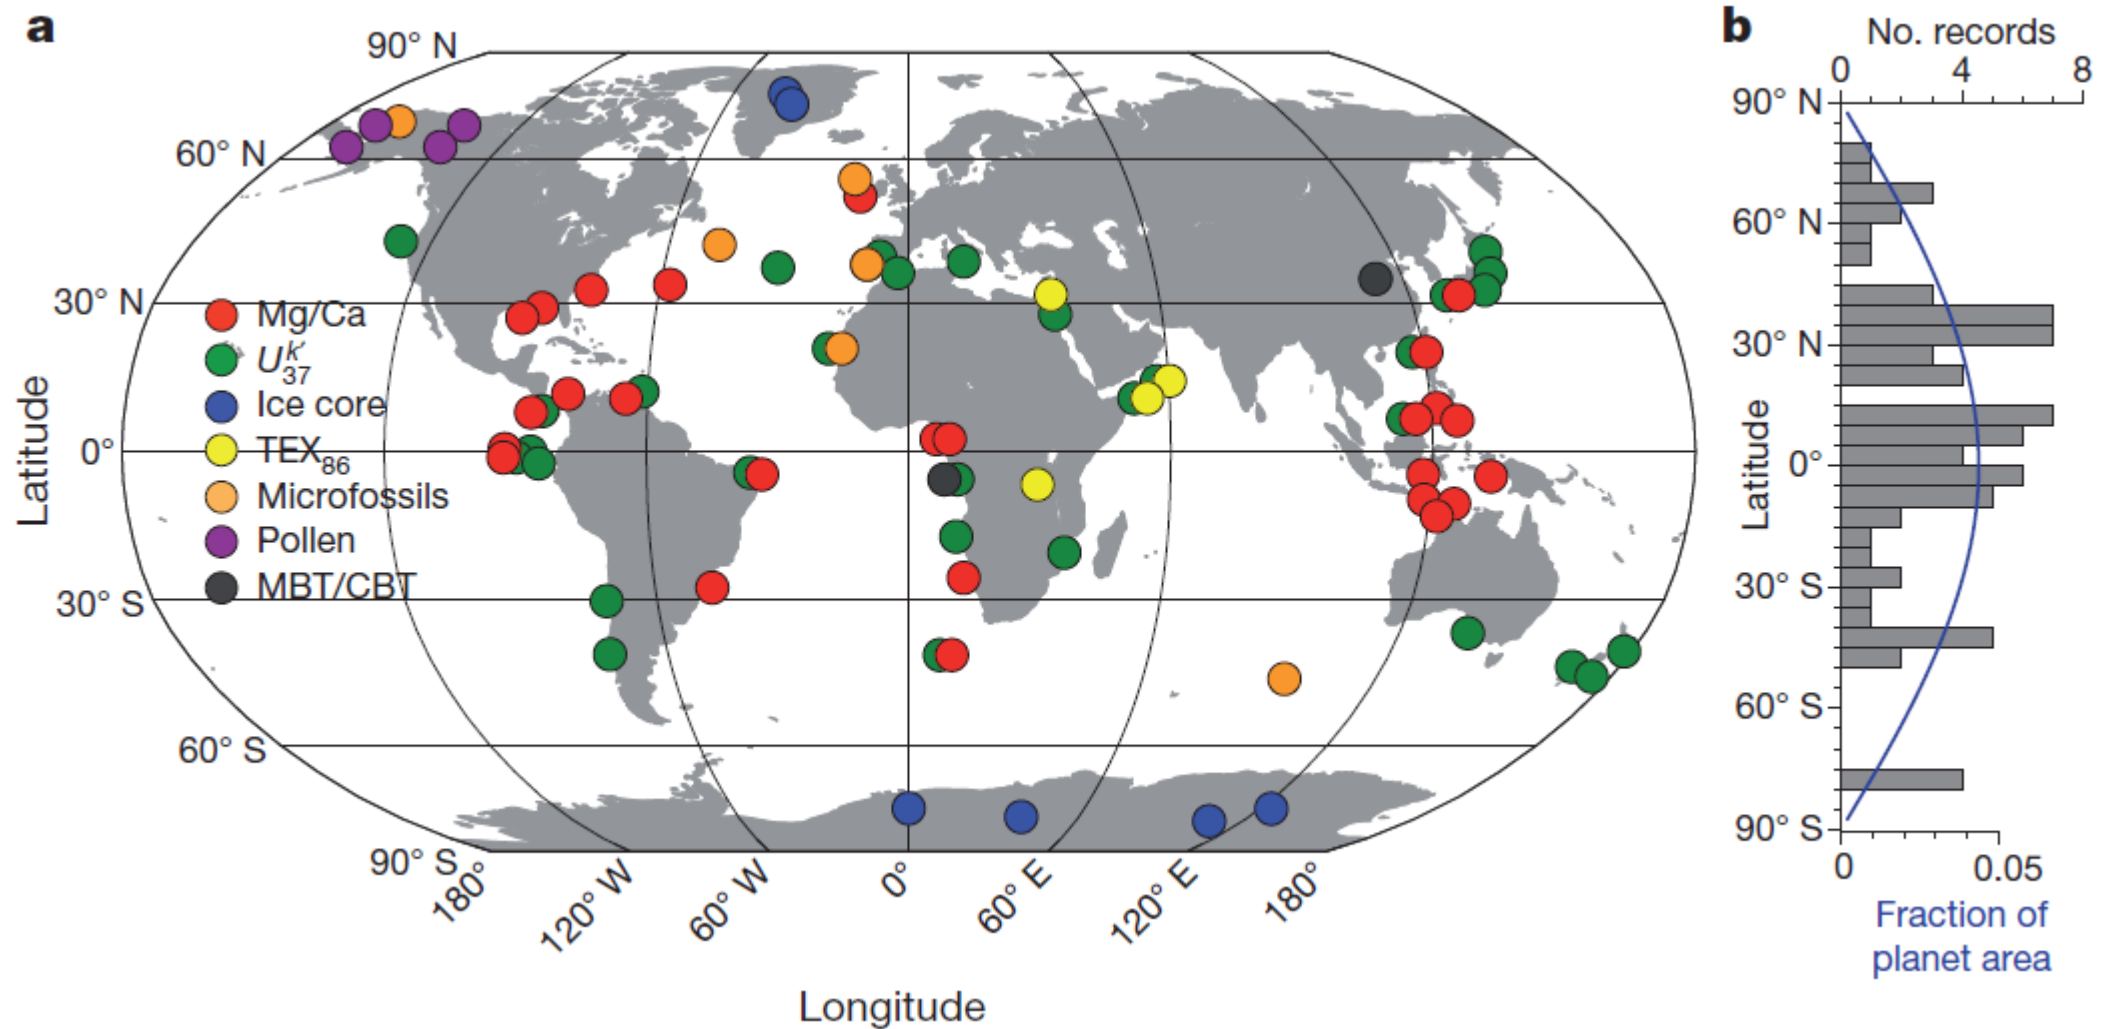 a
90° N
60° N
30° N
0°
30° S
60° S
90° S
Latitude
Mg/Ca
U37k′
Ice core
TEX86
Microfossils
Pollen
MBT/CBT
180°
120° W
60° W
0°
60° E
120° E
180°
Longitude
b
No. records
0 4 8
90° N
60° N
30° N
0°
30° S
60° S
90° S
Latitude
0 0.05
Fraction of
planet area